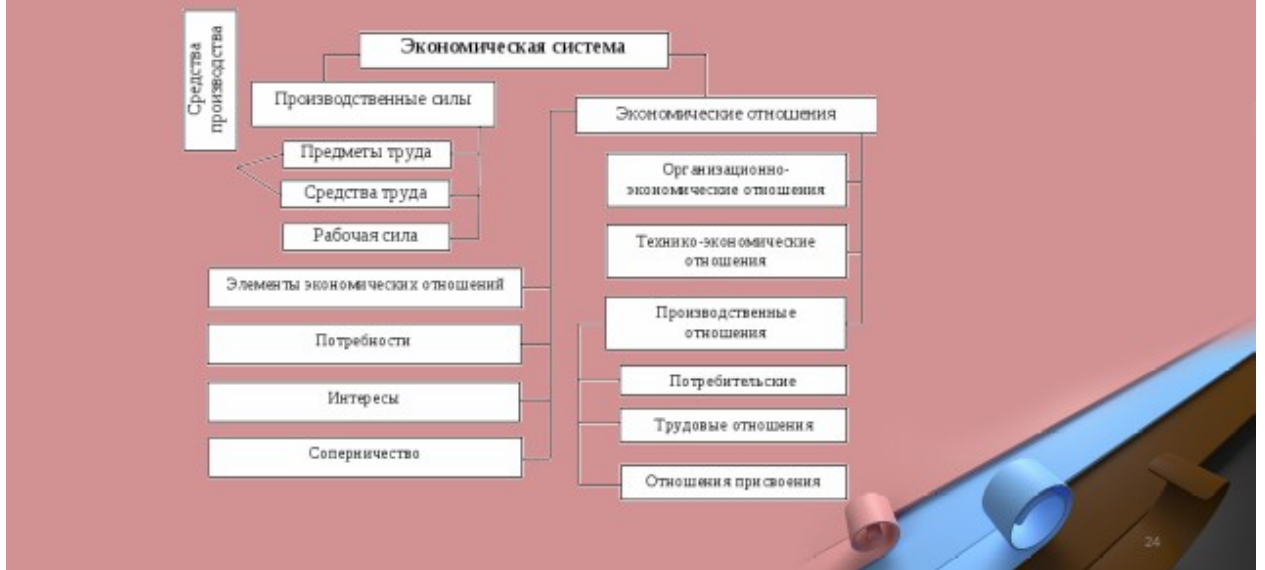 Средства
производства
Экономическая система
Производственные силы
Экономические отношения
Предметы труда
Средства труда
Рабочая сила
Организационно-
экономические отношения
Технико-экономические
отношения
Элементы экономических отношений
Производственные
отношения
Потребности
Потребительские
Интересы
Трудовые отношения
Соперничество
Отношения присвоения
24